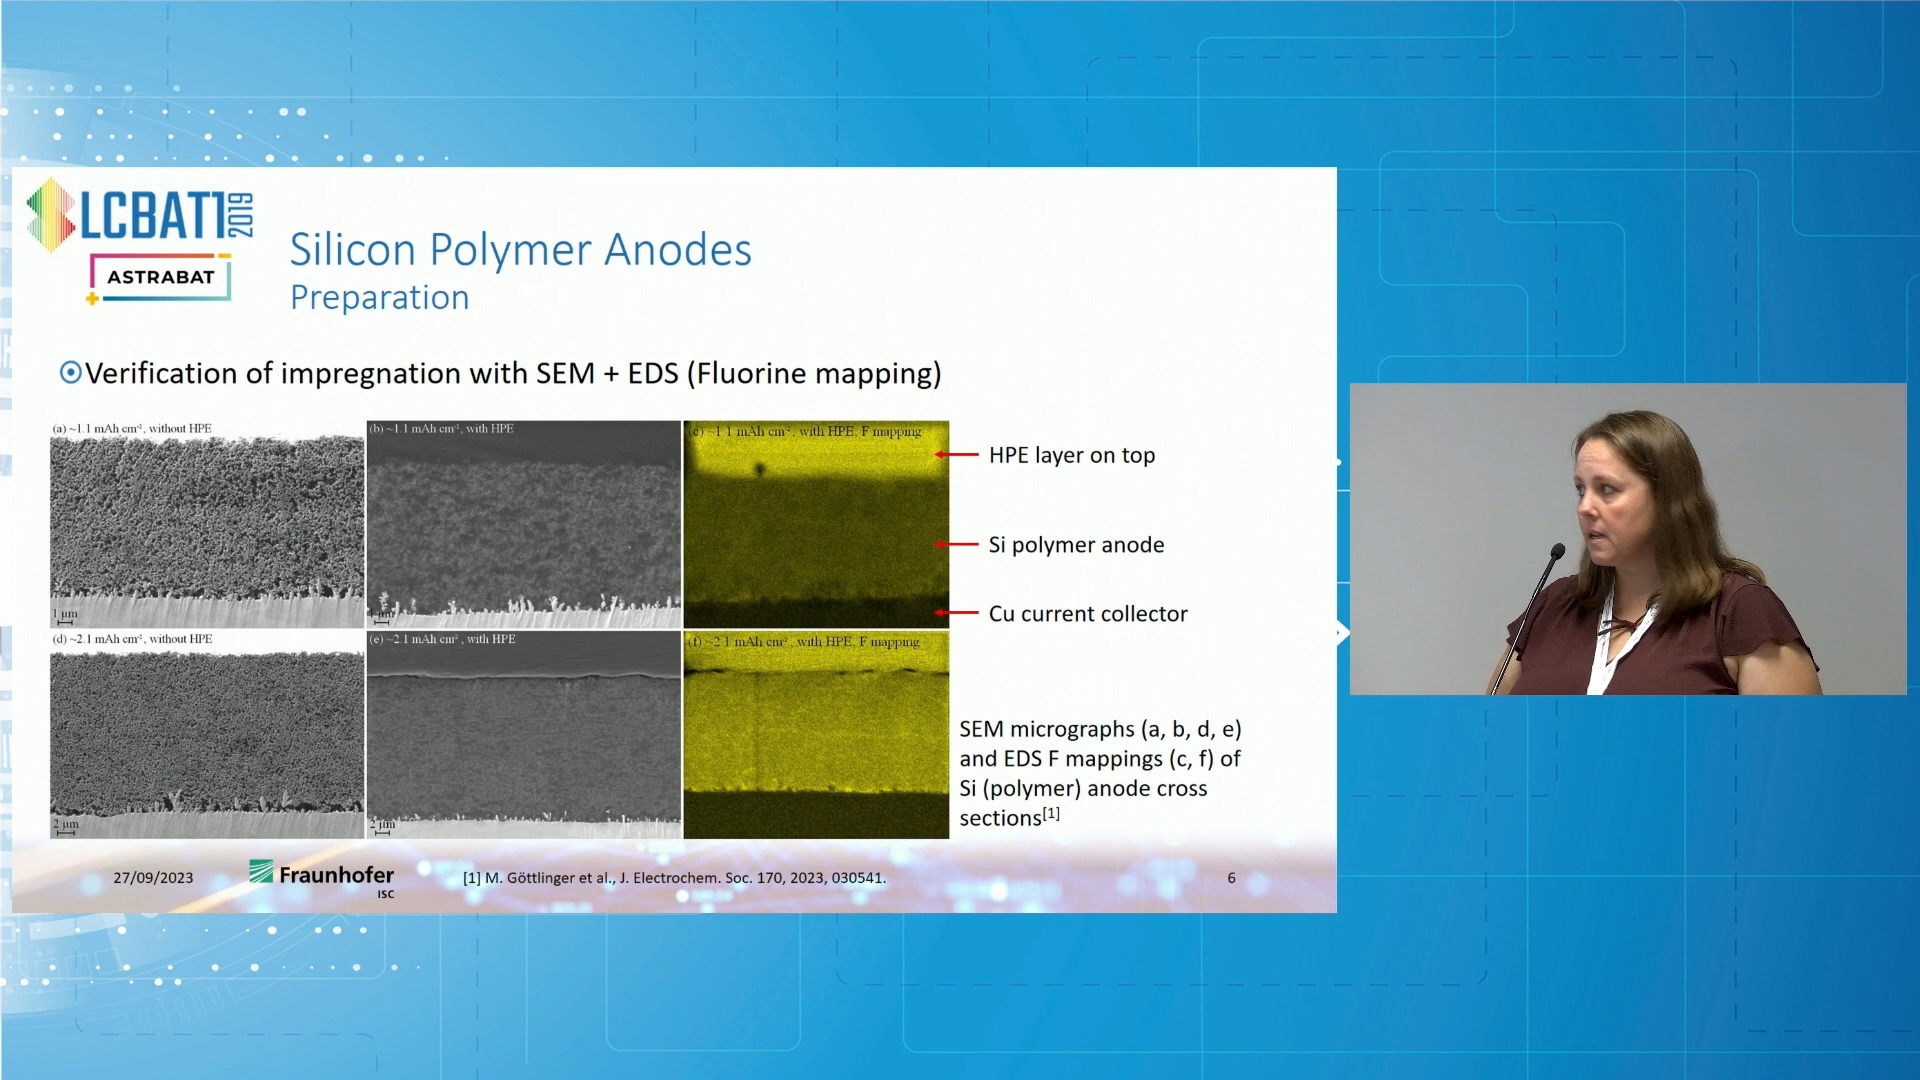 LCBAT1 2019
ASTRABAT
Silicon Polymer Anodes
Preparation
Verification of impregnation with SEM + EDS (Fluorine mapping)
(a) ~1.1 mAh cm⁻², without HPE
(b) ~1.1 mAh cm⁻², with HPE
(c) ~1.1 mAh cm⁻², with HPE, F mapping
1 µm
1 µm
HPE layer on top
Si polymer anode
Cu current collector
(d) ~2.1 mAh cm⁻², without HPE
(e) ~2.1 mAh cm⁻², with HPE
(f) ~2.1 mAh cm⁻², with HPE, F mapping
2 µm
2 µm
SEM micrographs (a, b, d, e)
and EDS F mappings (c, f) of
Si (polymer) anode cross
sections[1]
27/09/2023
Fraunhofer
ISC
[1] M. Göttlinger et al., J. Electrochem. Soc. 170, 2023, 030541.
6